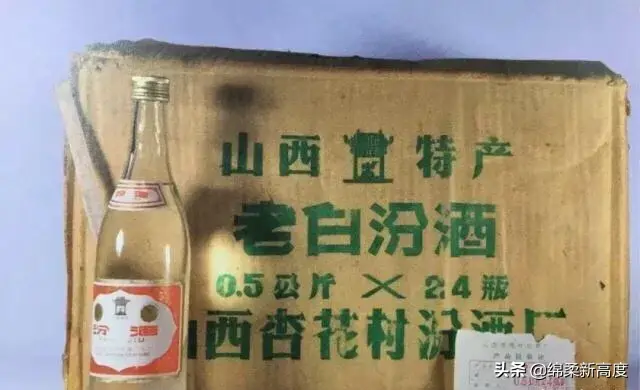 山西 特产
老白汾酒
0.5公斤×24瓶
山西杏花村汾酒厂
汾酒
头条 @绵柔新高度